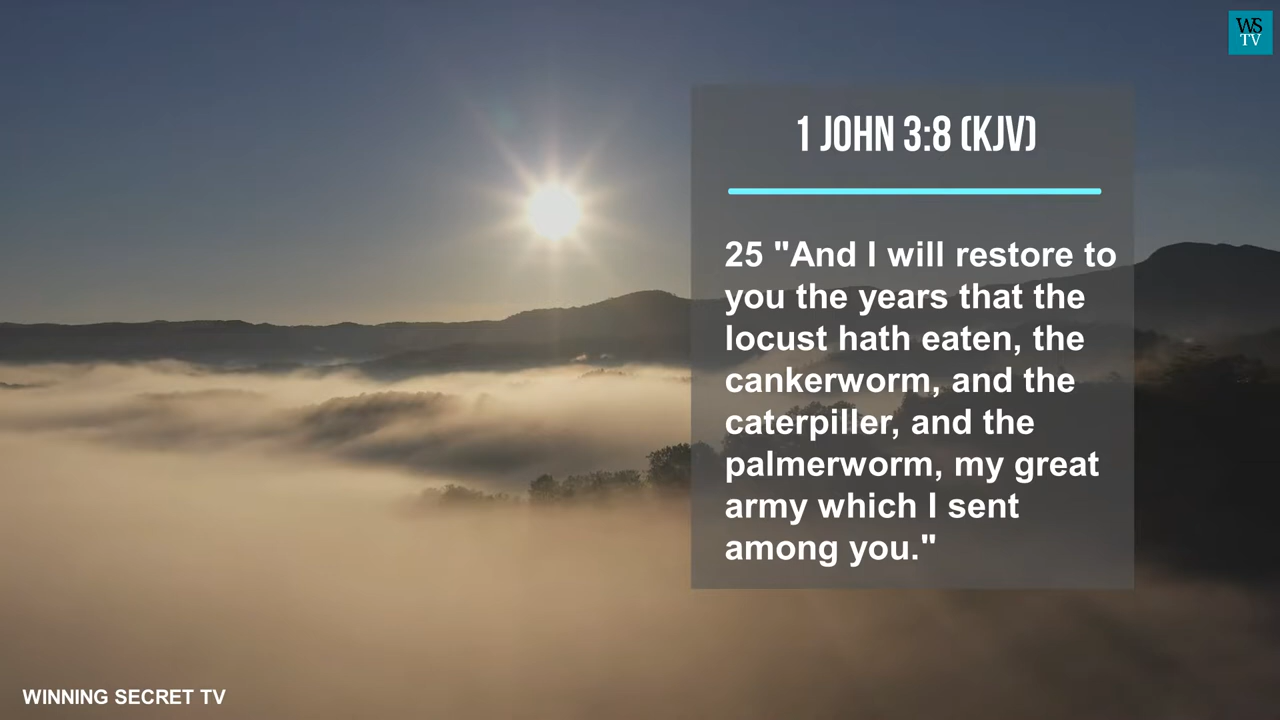 WS
TV
1 JOHN 3:8 (KJV)
25 "And I will restore to
you the years that the
locust hath eaten, the
cankerworm, and the
caterpiller, and the
palmerworm, my great
army which I sent
among you."
WINNING SECRET TV